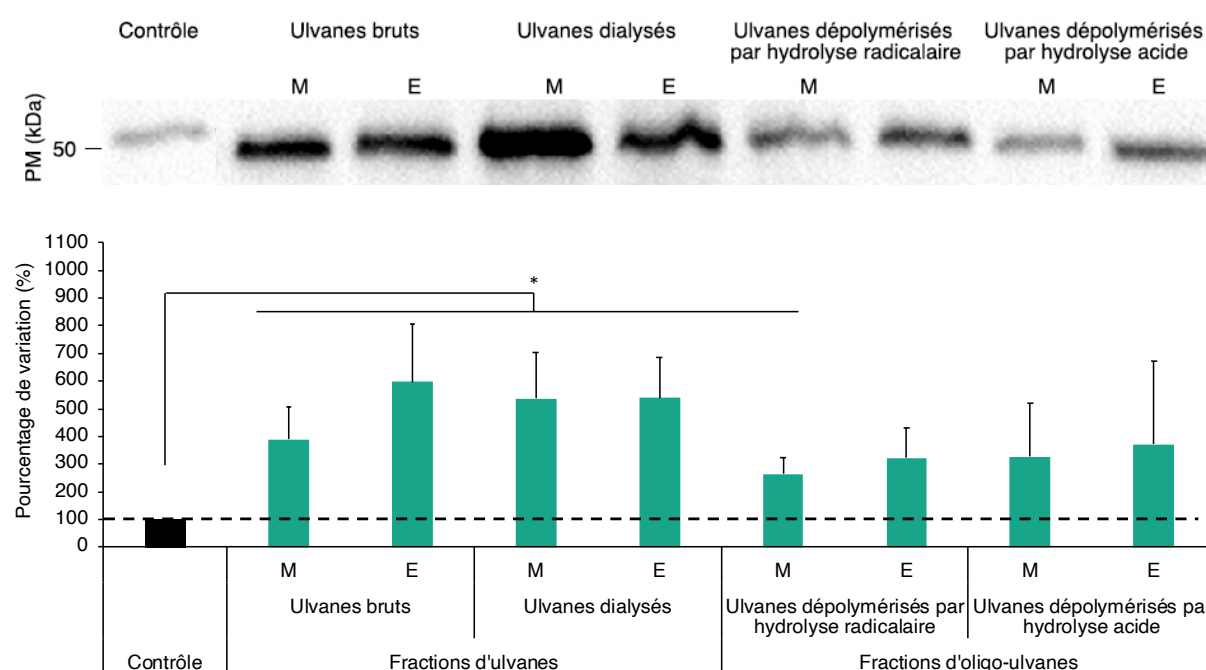 Contrôle Ulvanes bruts Ulvanes dialysés Ulvanes dépolymérisés par hydrolyse radicalaire Ulvanes dépolymérisés par hydrolyse acide
M E M E M M E
PM (kDa)
50
Pourcentage de variation (%)
1100
1000
900
800
700
600
500
400
300
200
100
0
*
M E M E M E M E
Ulvanes bruts Ulvanes dialysés Ulvanes dépolymérisés par hydrolyse radicalaire Ulvanes dépolymérisés pa hydrolyse acide
Contrôle Fractions d'ulvanes Fractions d'oligo-ulvanes